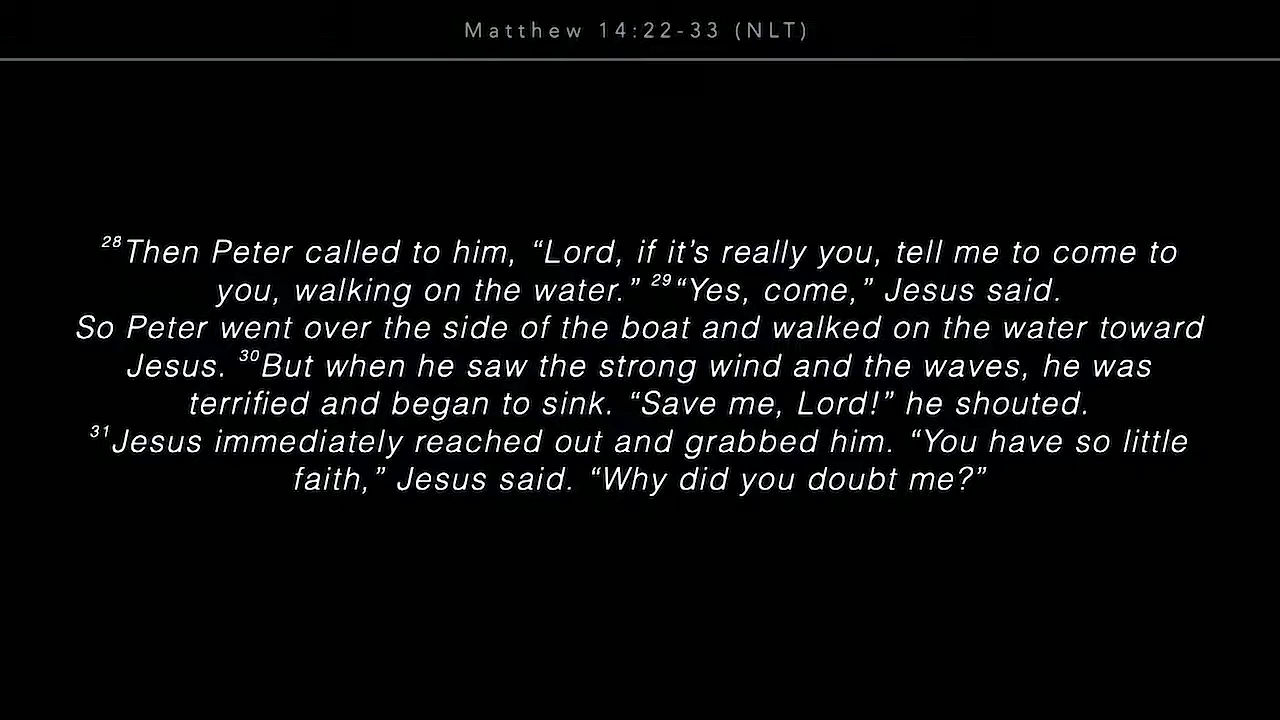 Matthew 14:22-33 (NLT)
28Then Peter called to him, “Lord, if it’s really you, tell me to come to
you, walking on the water.” 29“Yes, come,” Jesus said.
So Peter went over the side of the boat and walked on the water toward
Jesus. 30But when he saw the strong wind and the waves, he was
terrified and began to sink. “Save me, Lord!” he shouted.
31Jesus immediately reached out and grabbed him. “You have so little
faith,” Jesus said. “Why did you doubt me?”